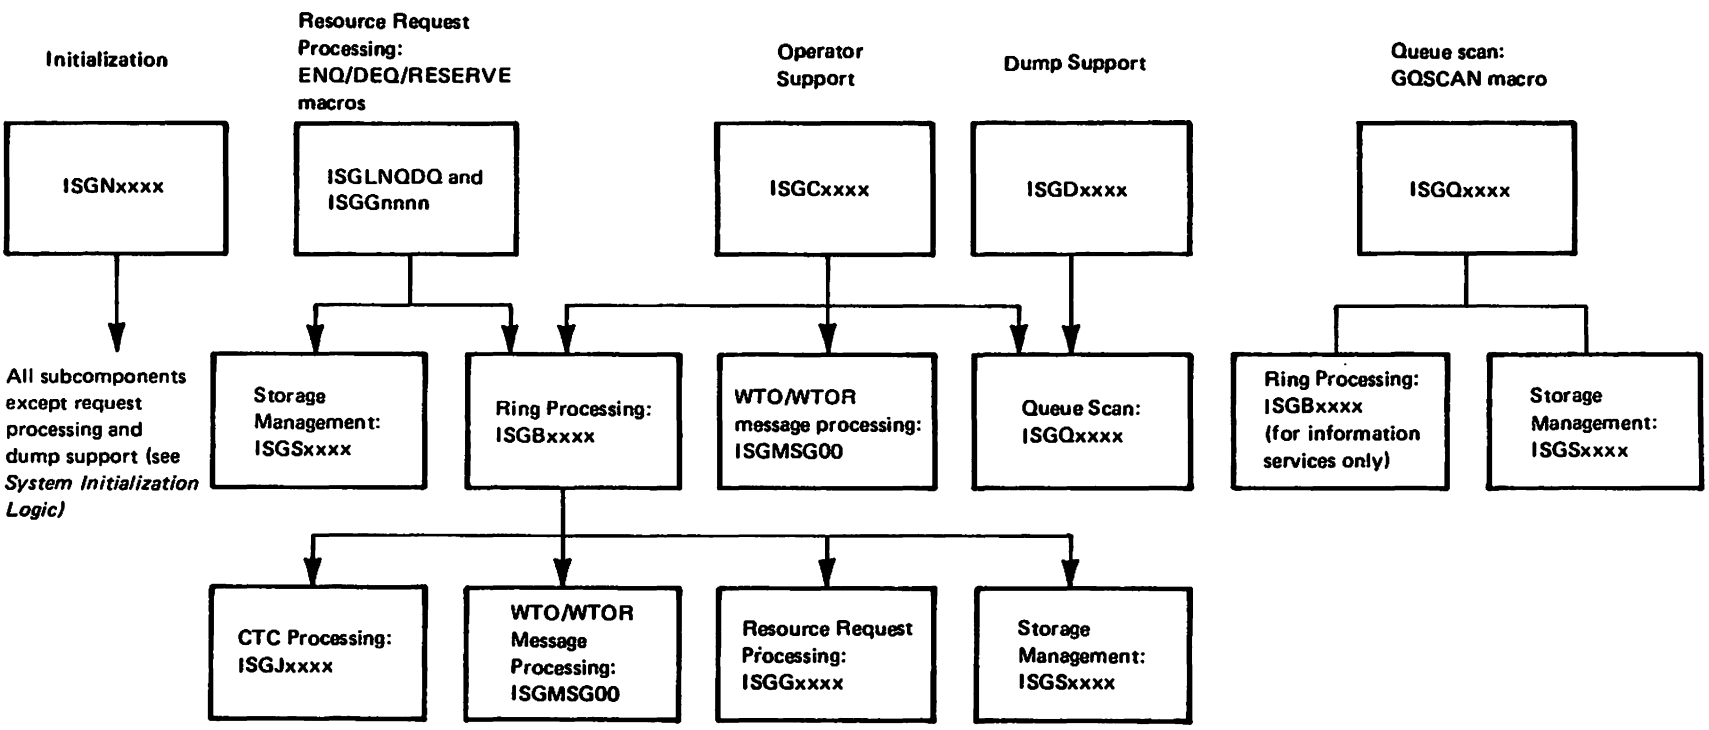 Initialization
Resource Request
Processing:
ENQ/DEQ/RESERVE
macros
Operator
Support
Dump Support
Queue scan:
GQSCAN macro
ISGNxxxx
ISGLNQDQ and
ISGGnnnn
ISGCxxxx
ISGDxxxx
ISGQxxxx
All subcomponents
except request
processing and
dump support (see
System Initialization
Logic)
Storage
Management:
ISGSxxxx
Ring Processing:
ISGBxxxx
WTO/WTOR
message processing:
ISGMSG00
Queue Scan:
ISGQxxxx
Ring Processing:
ISGBxxxx
(for information
services only)
Storage
Management:
ISGSxxxx
CTC Processing:
ISGJxxxx
WTO/WTOR
Message
Processing:
ISGMSG00
Resource Request
Processing:
ISGGxxxx
Storage
Management:
ISGSxxxx